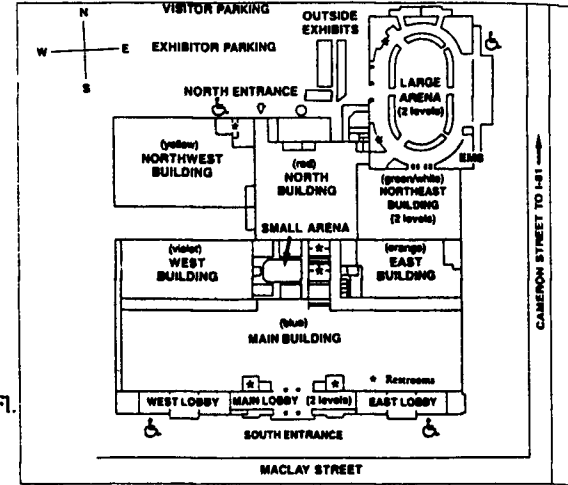 VISITOR PARKING
N
W E
S
EXHIBITOR PARKING
OUTSIDE
EXHIBITS
NORTH ENTRANCE
LARGE
ARENA
(2 levels)
EMS
(yellow)
NORTHWEST
BUILDING
(red)
NORTH
BUILDING
(green/white)
NORTHEAST
BUILDING
(2 levels)
SMALL ARENA
(violet)
WEST
BUILDING
(orange)
EAST
BUILDING
CAMERON STREET TO I-81
(blue)
MAIN BUILDING
* Restrooms
WEST LOBBY
MAIN LOBBY (2 levels)
EAST LOBBY
SOUTH ENTRANCE
MACLAY STREET